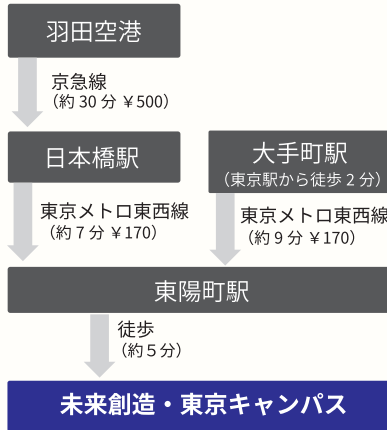 羽田空港
京急線
（約 30 分 ¥500）
日本橋駅
大手町駅
（東京駅から徒歩 2 分）
東京メトロ東西線
（約 7 分 ¥170）
東京メトロ東西線
（約 9 分 ¥170）
東陽町駅
徒歩
（約５分）
未来創造・東京キャンパス